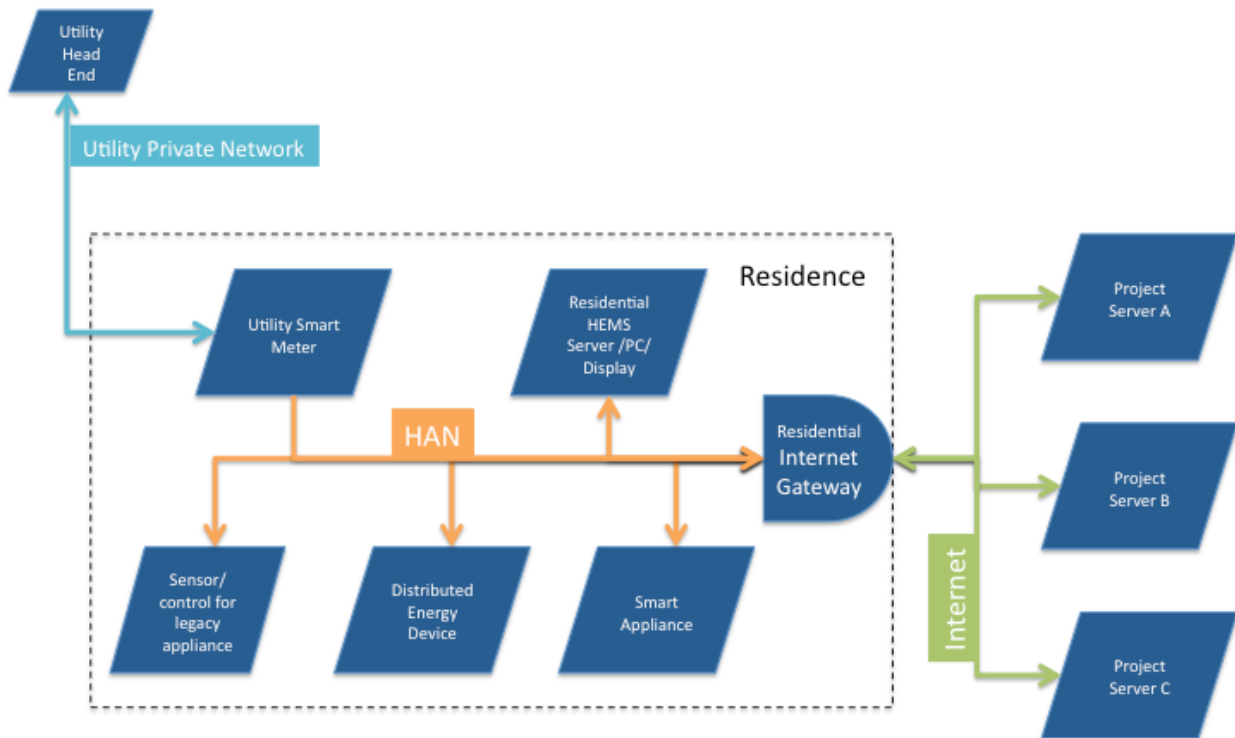 Utility
Head
End
Utility Private Network
Residence
Utility Smart
Meter
Residential
HEMS
Server /PC/
Display
HAN
Residential
Internet
Gateway
Sensor/
control for
legacy
appliance
Distributed
Energy
Device
Smart
Appliance
Internet
Project
Server A
Project
Server B
Project
Server C